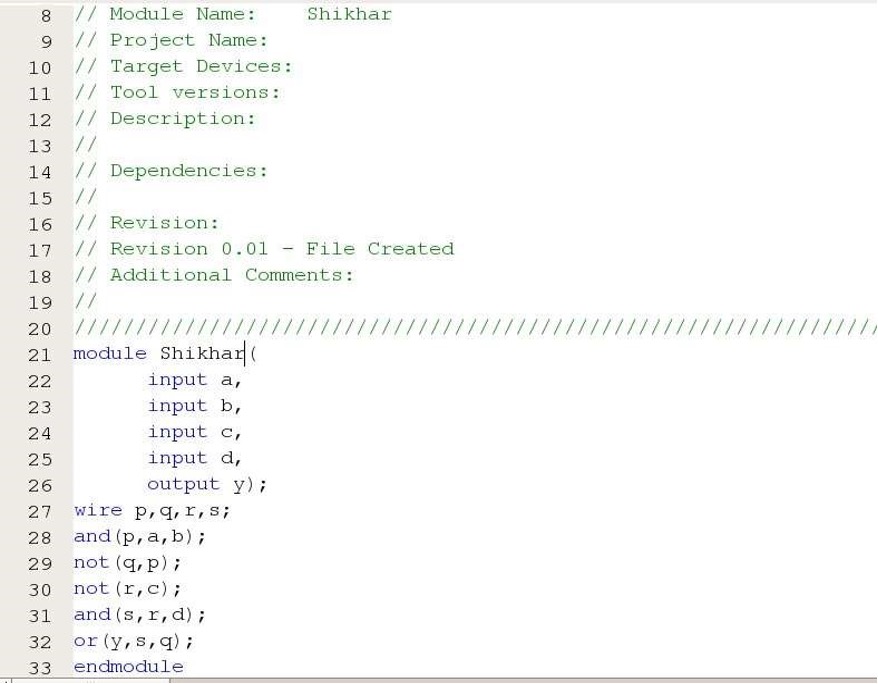 8 // Module Name:    Shikhar
9 // Project Name:
10 // Target Devices:
11 // Tool versions:
12 // Description:
13 //
14 // Dependencies:
15 //
16 // Revision:
17 // Revision 0.01 - File Created
18 // Additional Comments:
19 //
20 //////////////////////////////////////////////////////////////////
21 module Shikhar(
22       input a,
23       input b,
24       input c,
25       input d,
26       output y);
27 wire p,q,r,s;
28 and(p,a,b);
29 not(q,p);
30 not(r,c);
31 and(s,r,d);
32 or(y,s,q);
33 endmodule